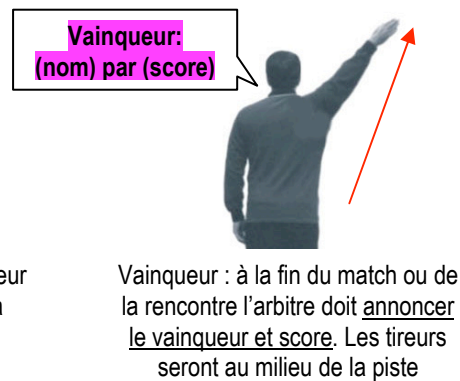 Vainqueur:
(nom) par (score)
eur
Vainqueur : à la fin du match ou de
la rencontre l’arbitre doit annoncer
le vainqueur et score. Les tireurs
seront au milieu de la piste